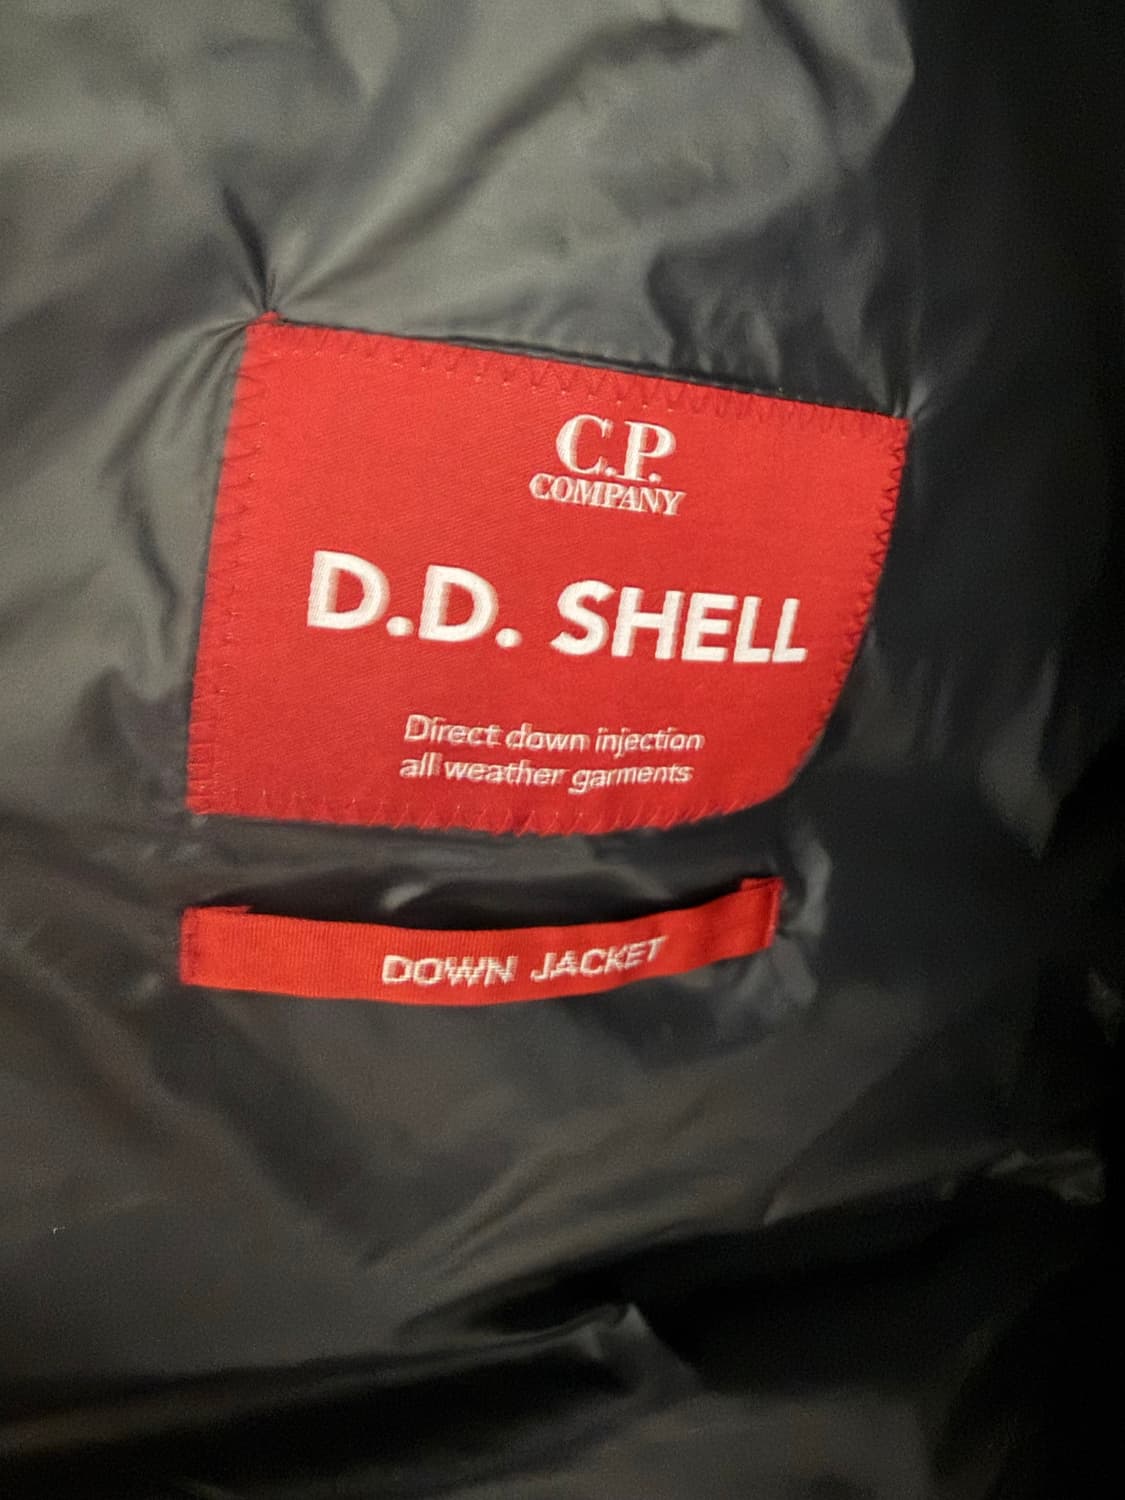 C.P.
COMPANY
D.D. SHELL
Direct down injection
all weather garments
DOWN JACKET